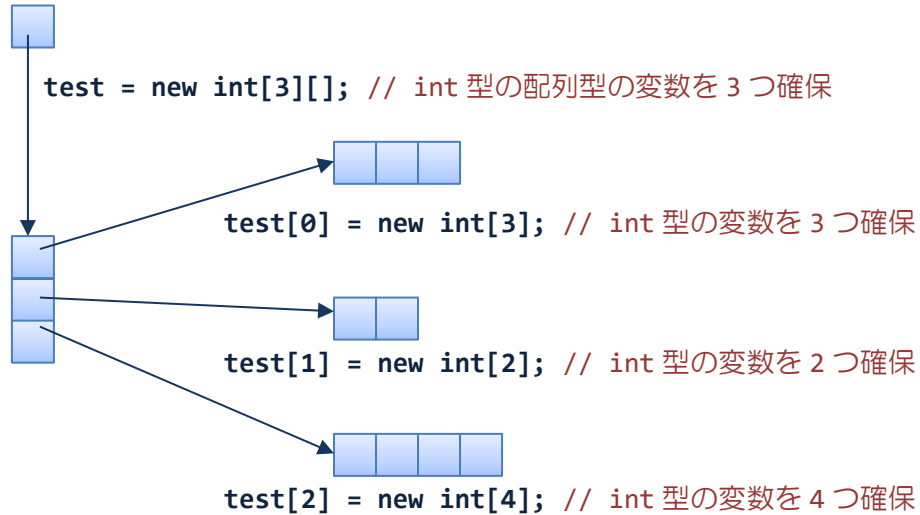 test = new int[3][]; // int 型の配列型の変数を 3 つ確保
test[0] = new int[3]; // int 型の変数を 3 つ確保
test[1] = new int[2]; // int 型の変数を 2 つ確保
test[2] = new int[4]; // int 型の変数を 4 つ確保